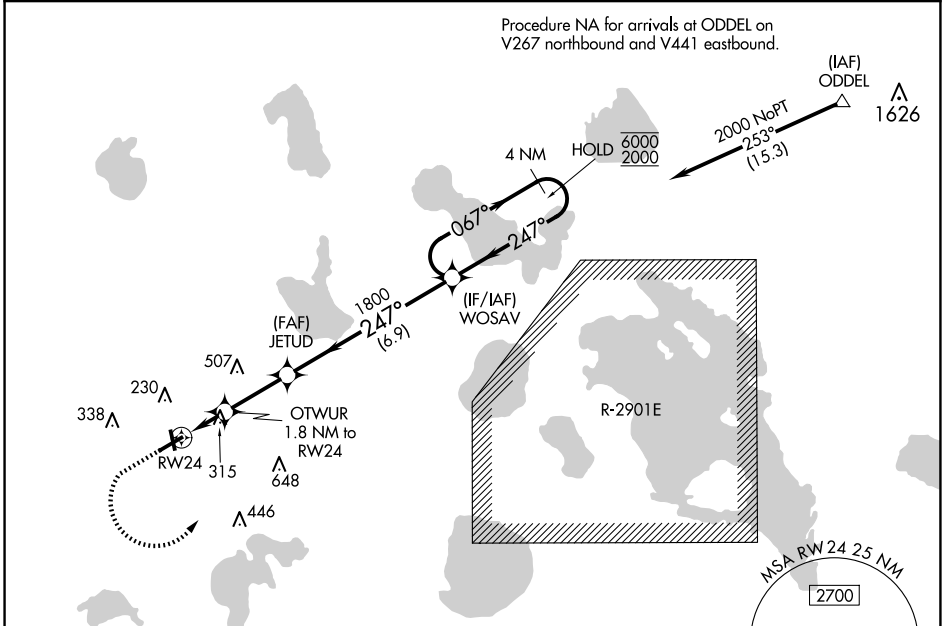 Procedure NA for arrivals at ODDEL on
V267 northbound and V441 eastbound.
(IAF)
ODDEL
1626
2000 NoPT
253°
(15.3)
4 NM
HOLD
6000
2000
067°
247°
(IF/IAF)
WOSAV
1800
247°
(6.9)
(FAF)
JETUD
507
230
338
OTWUR
1.8 NM to
RW24
RW24
315
648
446
R-2901E
MSA RW24 25 NM
2700